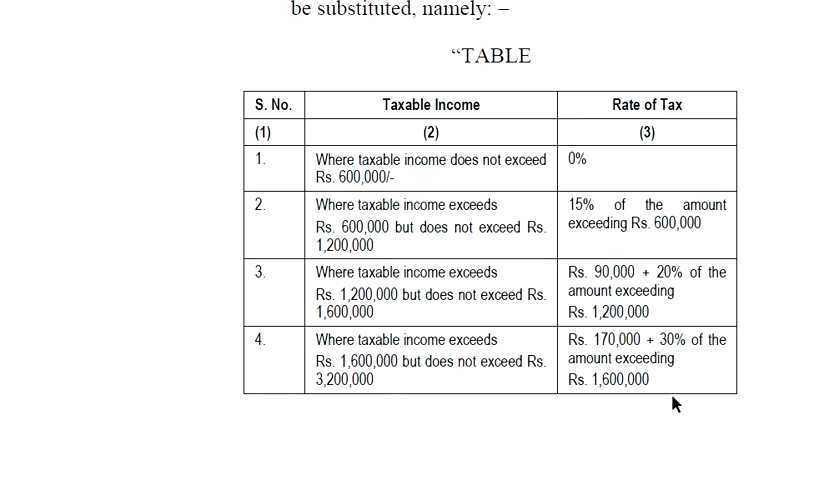 be substituted, namely: –
“TABLE
S. No. Taxable Income Rate of Tax
(1) (2) (3)
1. Where taxable income does not exceed 0%
Rs. 600,000/-
2. Where taxable income exceeds 15% of the amount
Rs. 600,000 but does not exceed Rs. exceeding Rs. 600,000
1,200,000
3. Where taxable income exceeds Rs. 90,000 + 20% of the
Rs. 1,200,000 but does not exceed Rs. amount exceeding
1,600,000 Rs. 1,200,000
4. Where taxable income exceeds Rs. 170,000 + 30% of the
Rs. 1,600,000 but does not exceed Rs. amount exceeding
3,200,000 Rs. 1,600,000